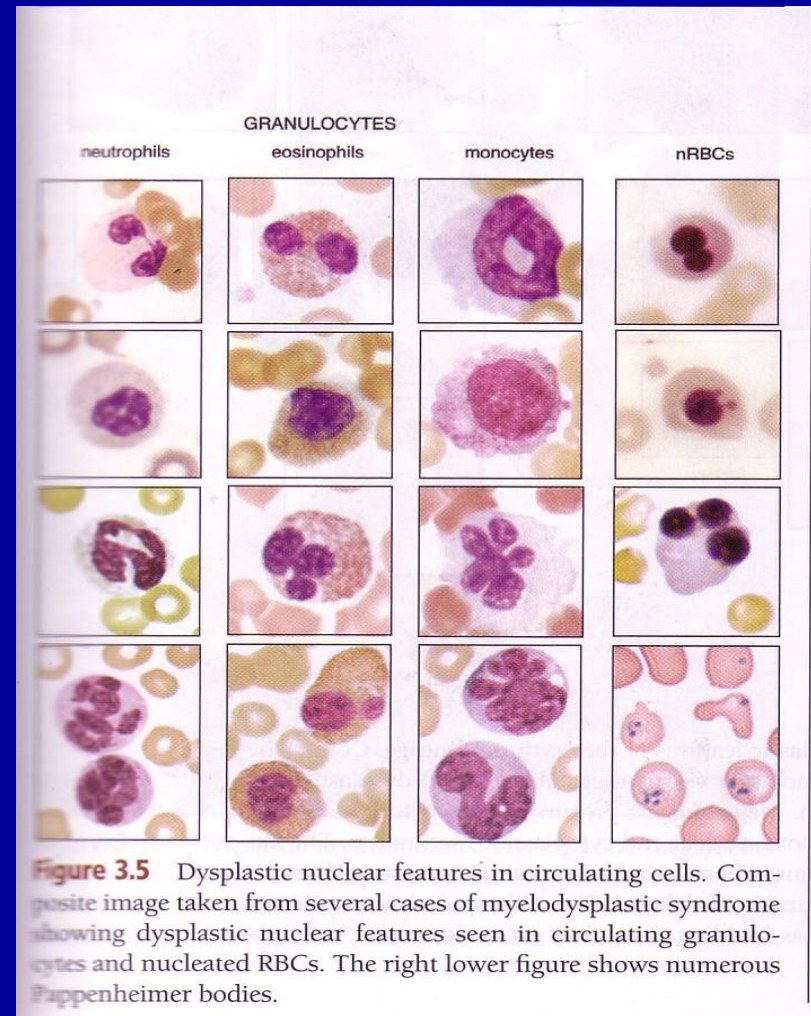 GRANULOCYTES
neutrophils eosinophils monocytes nRBCs
Figure 3.5 Dysplastic nuclear features in circulating cells. Com-
posite image taken from several cases of myelodysplastic syndrome
showing dysplastic nuclear features seen in circulating granulo-
cytes and nucleated RBCs. The right lower figure shows numerous
Pappenheimer bodies.